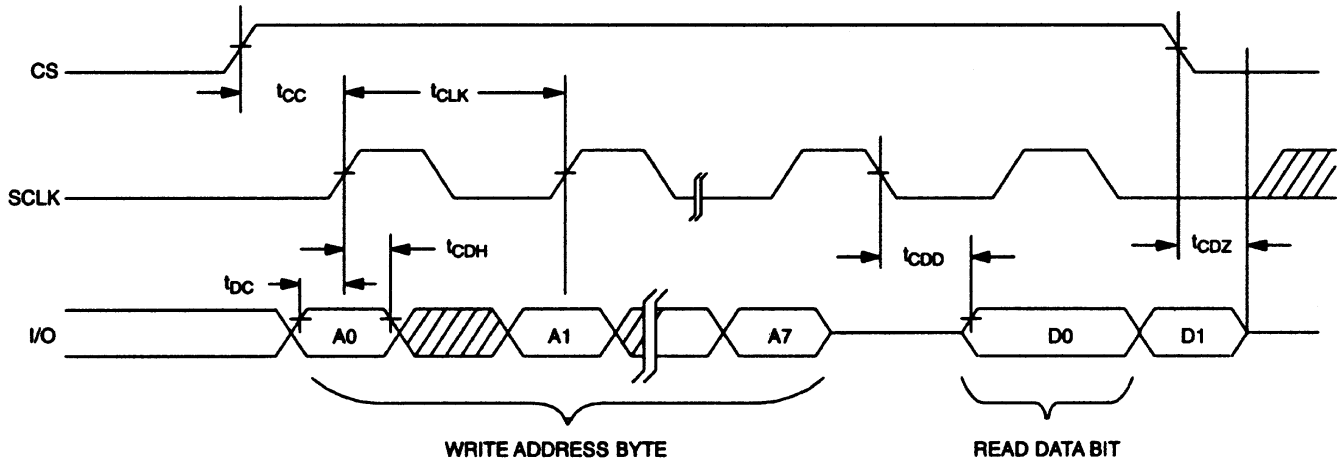 CS
tCC
tCLK
SCLK
tCDH
tCDD
tCDZ
tDC
I/O
A0
A1
A7
D0
D1
WRITE ADDRESS BYTE
READ DATA BIT